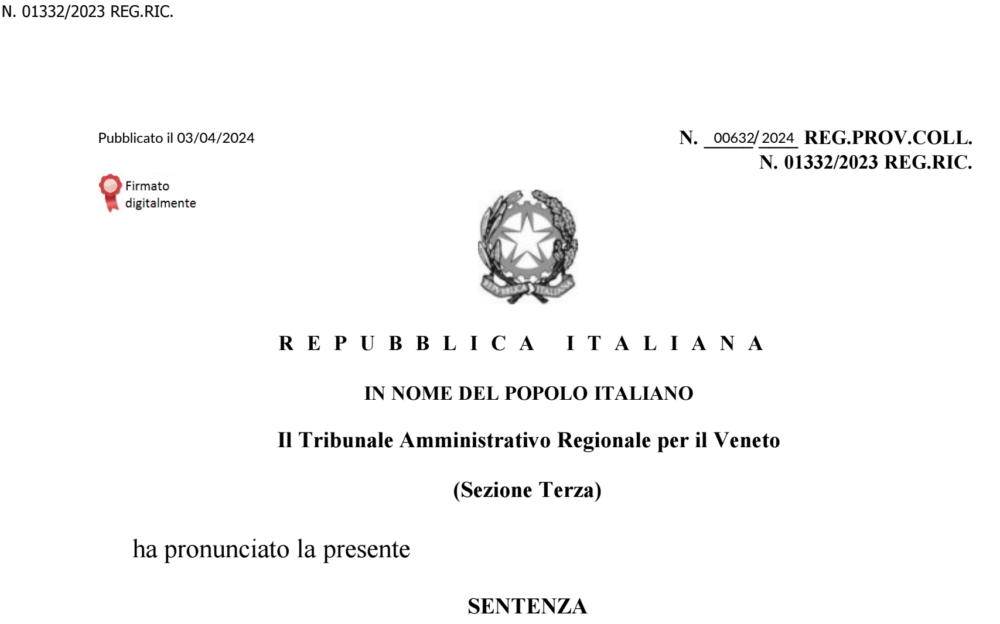 N. 01332/2023 REG.RIC.
Pubblicato il 03/04/2024
N. 00632/2024 REG.PROV.COLL.
N. 01332/2023 REG.RIC.
Firmato
digitalmente
REPVBBLICA ITALIANA
R E P U B B L I C A I T A L I A N A
IN NOME DEL POPOLO ITALIANO
Il Tribunale Amministrativo Regionale per il Veneto
(Sezione Terza)
ha pronunciato la presente
SENTENZA